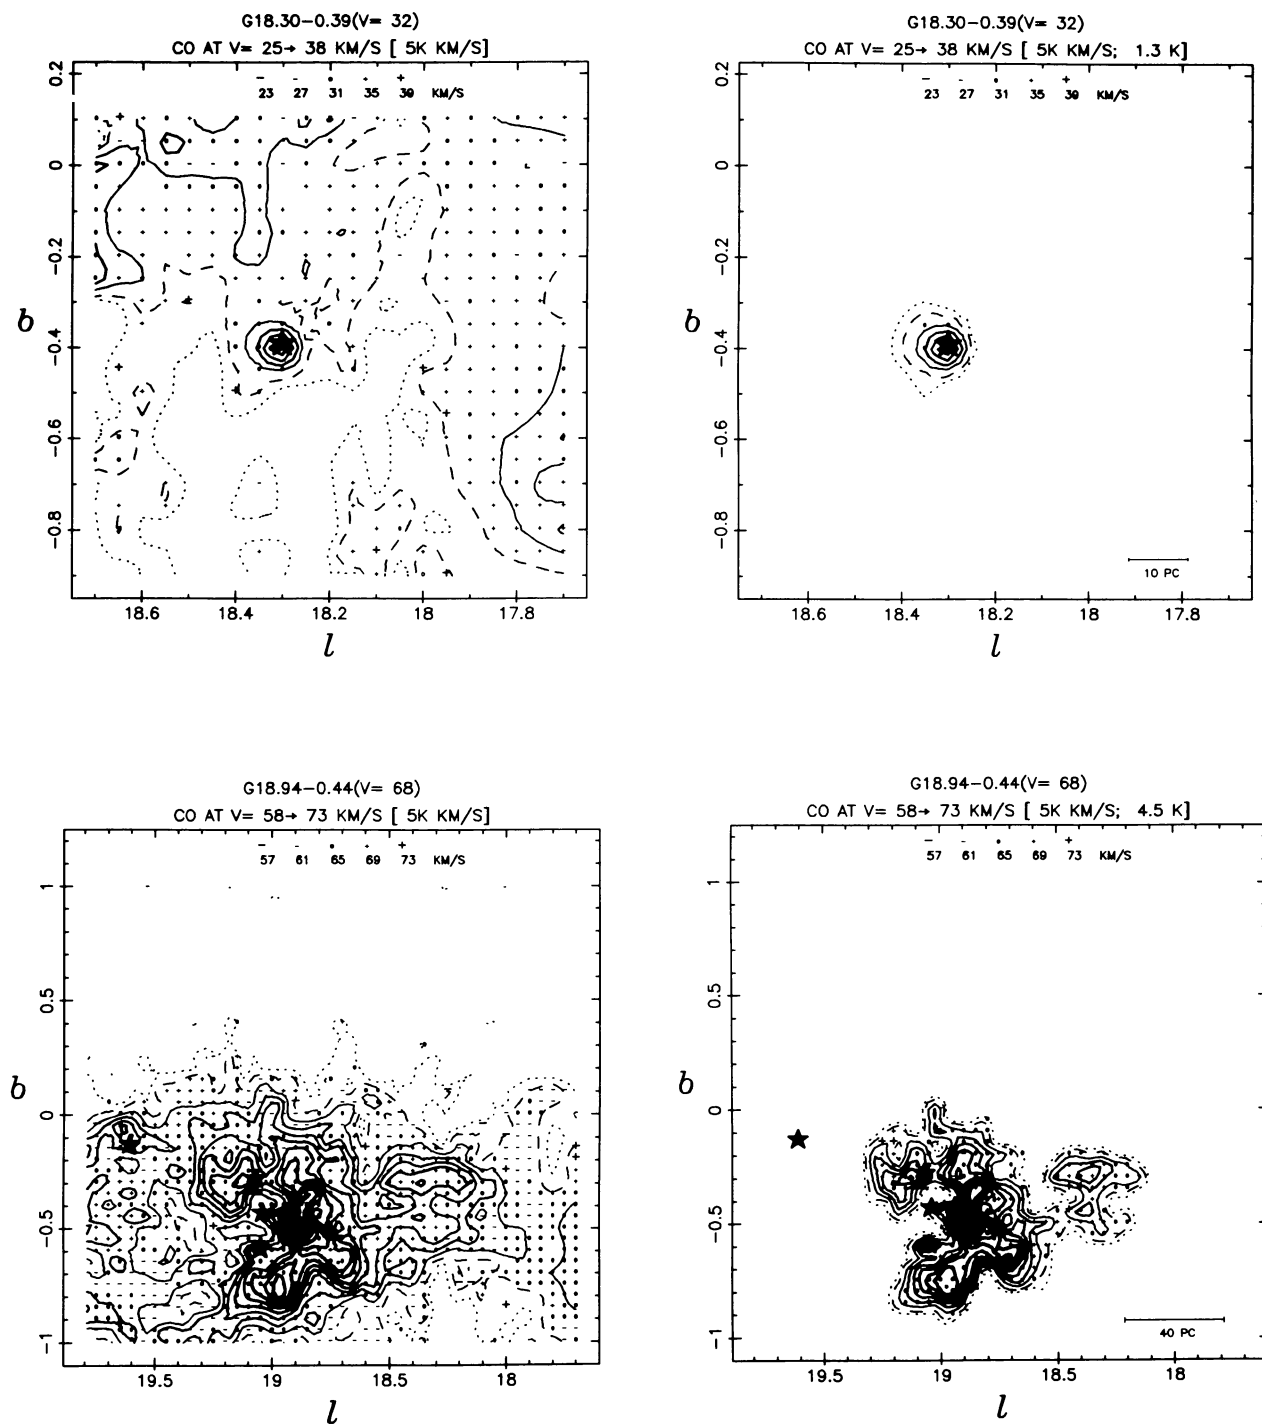 G18.30−0.39(V= 32)
CO AT V= 25→ 38 KM/S [ 5K KM/S]
23 27 31 35 39 KM/S
0.2
0
−0.2
b
−0.4
−0.6
−0.8
18.6 18.4 18.2 18 17.8
l
G18.30−0.39(V= 32)
CO AT V= 25→ 38 KM/S [ 5K KM/S; 1.3 K]
23 27 31 35 39 KM/S
0.2
0
−0.2
b
−0.4
−0.6
−0.8
10 PC
18.6 18.4 18.2 18 17.8
l
G18.94−0.44(V= 68)
CO AT V= 58→ 73 KM/S [ 5K KM/S]
57 61 65 69 73 KM/S
1
0.5
b
0
−0.5
−1
19.5 19 18.5 18
l
G18.94−0.44(V= 68)
CO AT V= 58→ 73 KM/S [ 5K KM/S; 4.5 K]
57 61 65 69 73 KM/S
1
0.5
b
0
−0.5
−1
40 PC
19.5 19 18.5 18
l